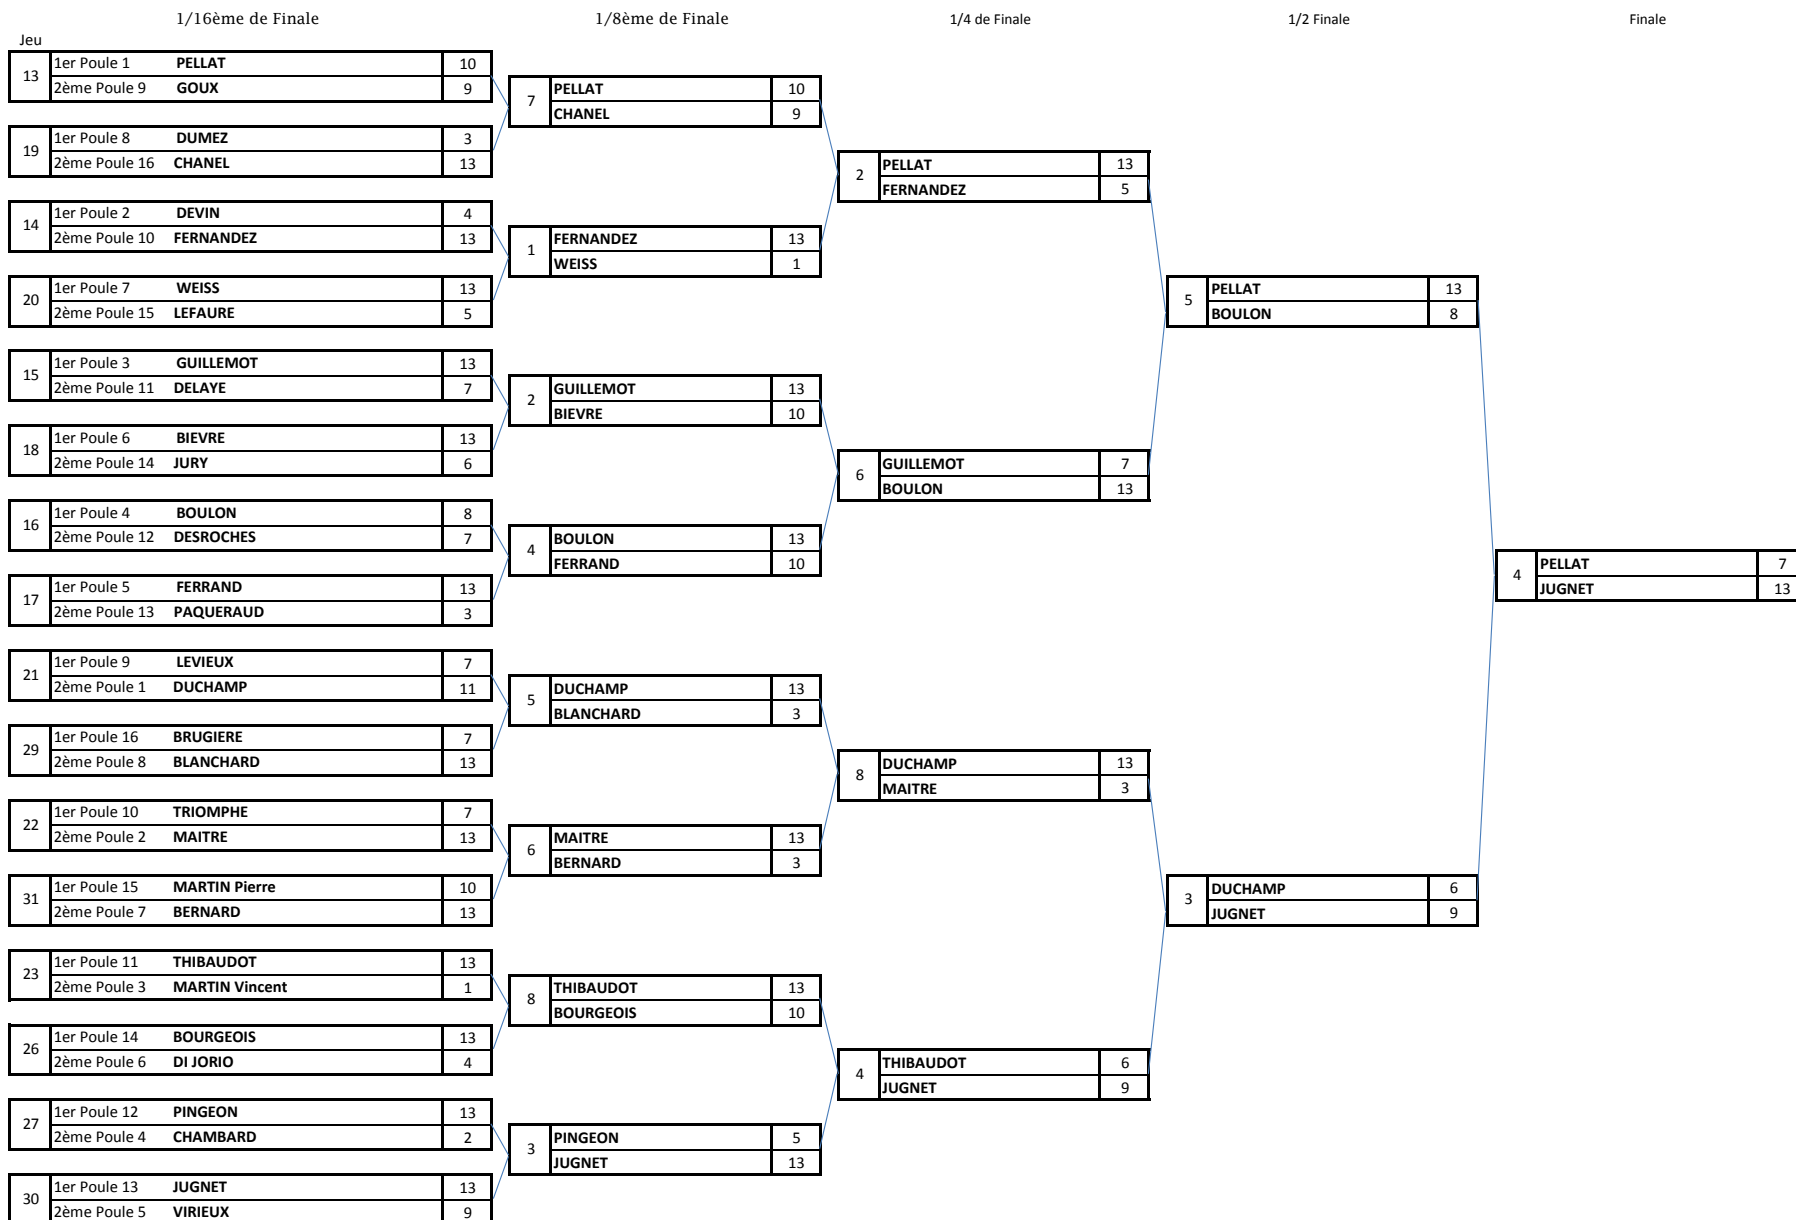 1/16ème de Finale 1/8ème de Finale 1/4 de Finale 1/2 Finale Finale
Jeu
13 1er Poule 1 PELLAT 10
2ème Poule 9 GOUX 9
19 1er Poule 8 DUMEZ 3
2ème Poule 16 CHANEL 13
14 1er Poule 2 DEVIN 4
2ème Poule 10 FERNANDEZ 13
20 1er Poule 7 WEISS 13
2ème Poule 15 LEFAURE 5
15 1er Poule 3 GUILLEMOT 13
2ème Poule 11 DELAYE 7
18 1er Poule 6 BIEVRE 13
2ème Poule 14 JURY 6
16 1er Poule 4 BOULON 8
2ème Poule 12 DESROCHES 7
17 1er Poule 5 FERRAND 13
2ème Poule 13 PAQUERAUD 3
21 1er Poule 9 LEVIEUX 7
2ème Poule 1 DUCHAMP 11
29 1er Poule 16 BRUGIERE 7
2ème Poule 8 BLANCHARD 13
22 1er Poule 10 TRIOMPHE 7
2ème Poule 2 MAITRE 13
31 1er Poule 15 MARTIN Pierre 10
2ème Poule 7 BERNARD 13
23 1er Poule 11 THIBAUDOT 13
2ème Poule 3 MARTIN Vincent 1
26 1er Poule 14 BOURGEOIS 13
2ème Poule 6 DI JORIO 4
27 1er Poule 12 PINGEON 13
2ème Poule 4 CHAMBARD 2
30 1er Poule 13 JUGNET 13
2ème Poule 5 VIRIEUX 9
7 PELLAT 10
CHANEL 9
1 FERNANDEZ 13
WEISS 1
2 GUILLEMOT 13
BIEVRE 10
4 BOULON 13
FERRAND 10
5 DUCHAMP 13
BLANCHARD 3
6 MAITRE 13
BERNARD 3
8 THIBAUDOT 13
BOURGEOIS 10
3 PINGEON 5
JUGNET 13
2 PELLAT 13
FERNANDEZ 5
6 GUILLEMOT 7
BOULON 13
8 DUCHAMP 13
MAITRE 3
4 THIBAUDOT 6
JUGNET 9
5 PELLAT 13
BOULON 8
3 DUCHAMP 6
JUGNET 9
4 PELLAT 7
JUGNET 13